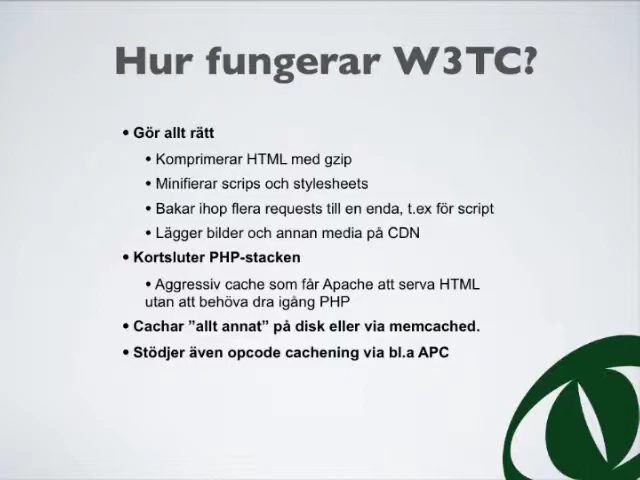 Hur fungerar W3TC?
• Gör allt rätt
• Komprimerar HTML med gzip
• Minifierar scrips och stylesheets
• Bakar ihop flera requests till en enda, t.ex för script
• Lägger bilder och annan media på CDN
• Kortsluter PHP-stacken
• Aggressiv cache som får Apache att serva HTML
utan att behöva dra igång PHP
• Cachar ”allt annat” på disk eller via memcached.
• Stödjer även opcode cachening via bl.a APC